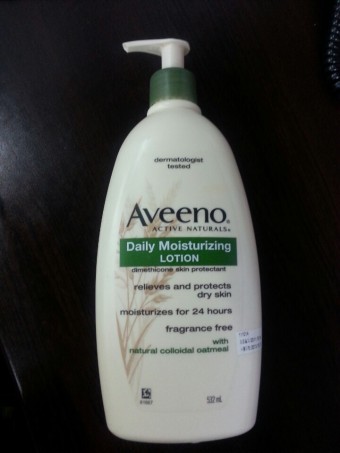 dermatologist
tested
Aveeno®
ACTIVE NATURALS®
Daily Moisturizing
LOTION
dimethicone skin protectant
relieves and protects
dry skin
moisturizes for 24 hours
fragrance free
with
natural colloidal oatmeal
532 mL